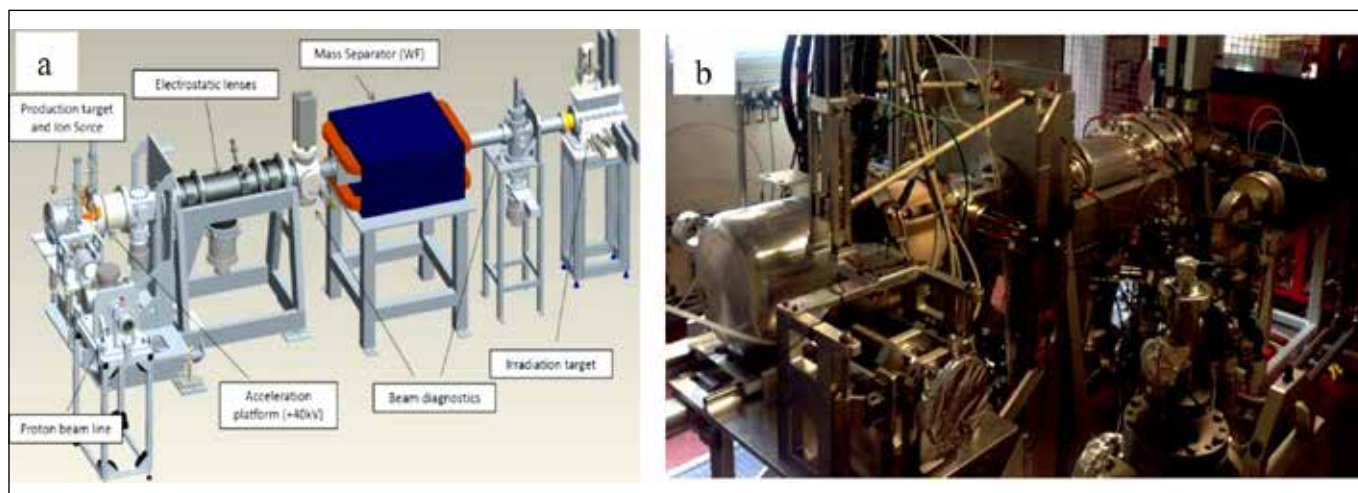 a
Mass Separator (WF)
Electrostatic lenses
Production target
and Ion Sorce
Irradiation target
Acceleration
platform (+40kV)
Beam diagnostics
Proton beam line
b